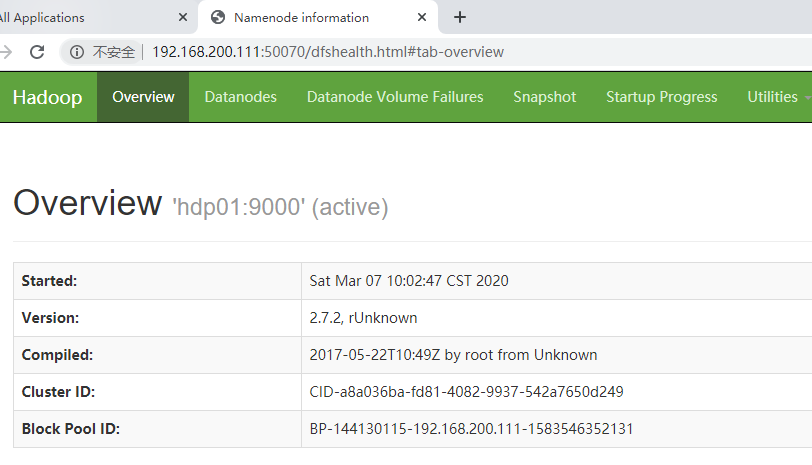 All Applications
Namenode information
不安全 192.168.200.111:50070/dfshealth.html#tab-overview
Hadoop Overview Datanodes Datanode Volume Failures Snapshot Startup Progress Utilities
Overview 'hdp01:9000' (active)
Started: Sat Mar 07 10:02:47 CST 2020
Version: 2.7.2, rUnknown
Compiled: 2017-05-22T10:49Z by root from Unknown
Cluster ID: CID-a8a036ba-fd81-4082-9937-542a7650d249
Block Pool ID: BP-144130115-192.168.200.111-1583546352131